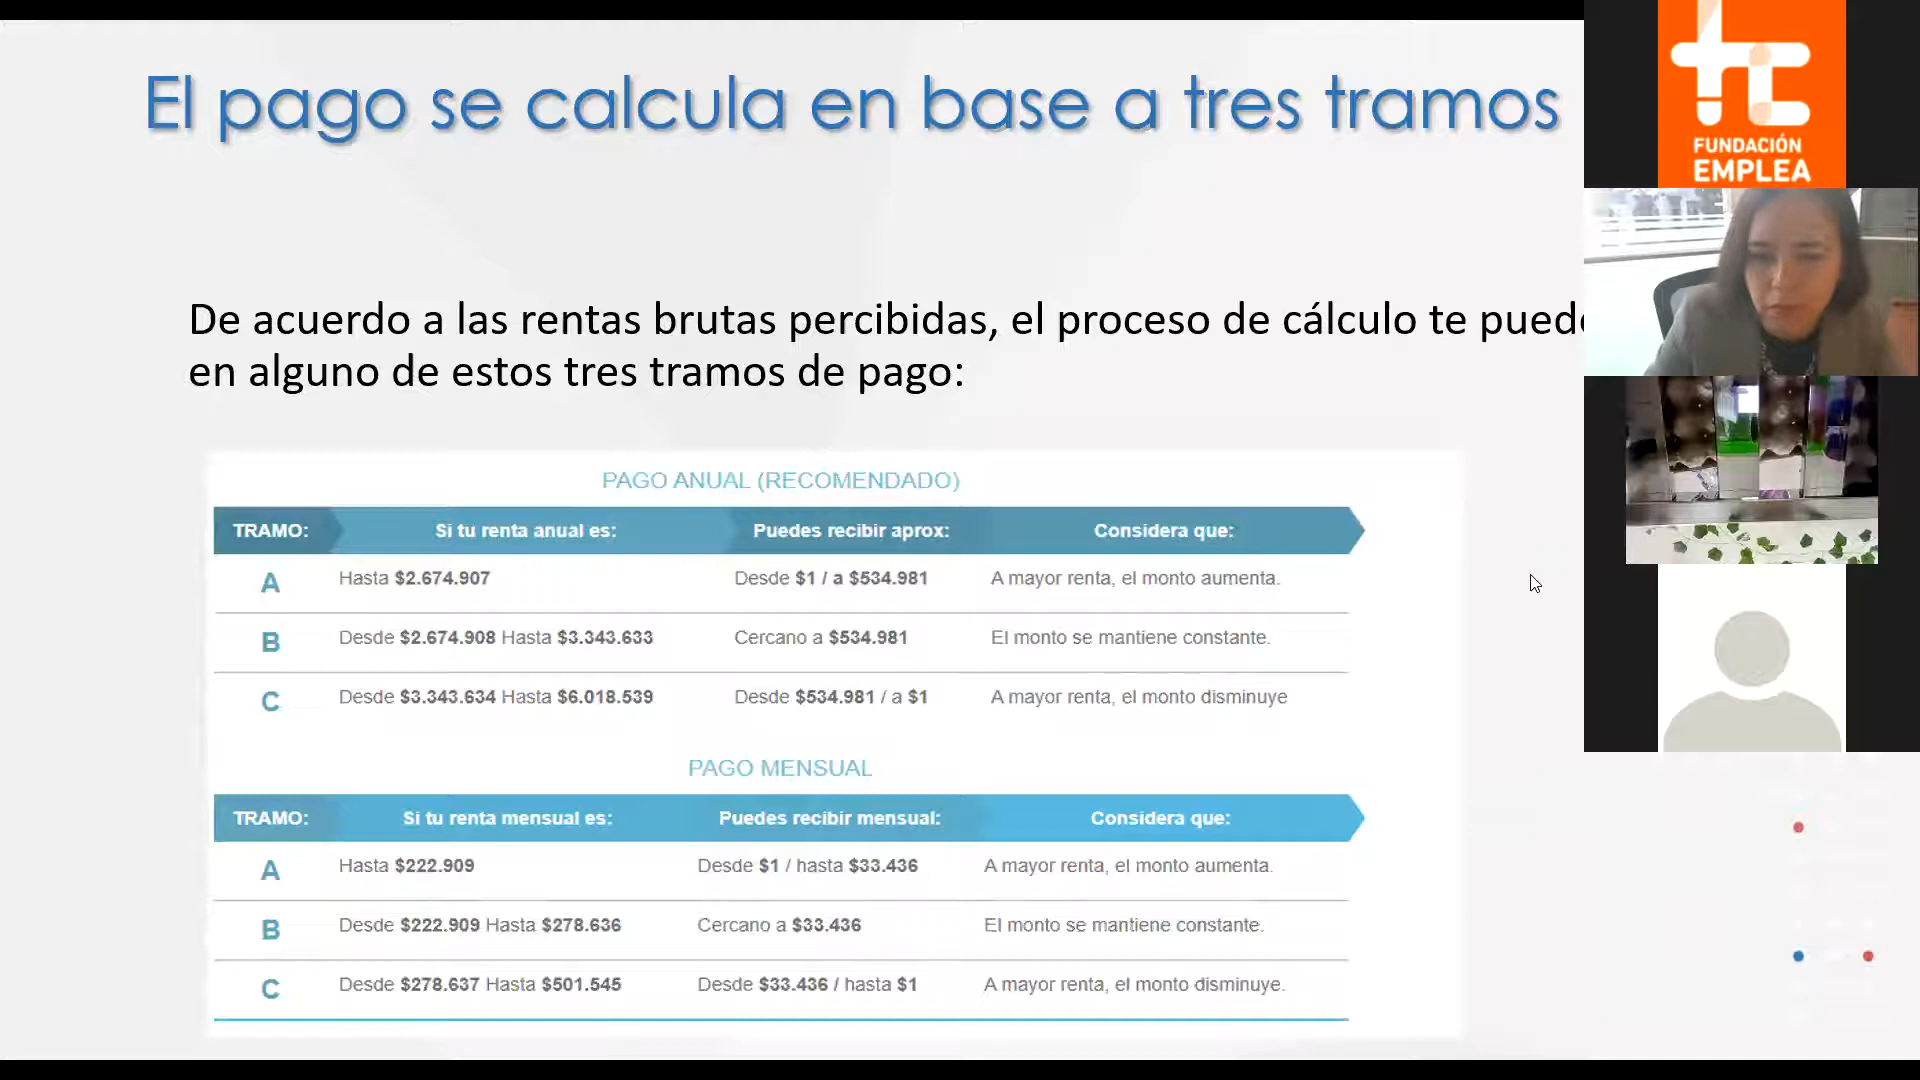 El pago se calcula en base a tres tramos
De acuerdo a las rentas brutas percibidas, el proceso de cálculo te
en alguno de estos tres tramos de pago:
PAGO ANUAL (RECOMENDADO)
TRAMO: Si tu renta anual es: Puedes recibir aprox: Considera que:
A Hasta $2.674.907 Desde $1 / a $534.981 A mayor renta, el monto aumenta.
B Desde $2.674.908 Hasta $3.343.633 Cercano a $534.981 El monto se mantiene constante.
C Desde $3.343.634 Hasta $6.018.539 Desde $534.981 / a $1 A mayor renta, el monto disminuye
PAGO MENSUAL
TRAMO: Si tu renta mensual es: Puedes recibir mensual: Considera que:
A Hasta $222.909 Desde $1 / hasta $33.436 A mayor renta, el monto aumenta.
B Desde $222.909 Hasta $278.636 Cercano a $33.436 El monto se mantiene constante.
C Desde $278.637 Hasta $501.545 Desde $33.436 / hasta $1 A mayor renta, el monto disminuye.
FUNDACIÓN
EMPLEA